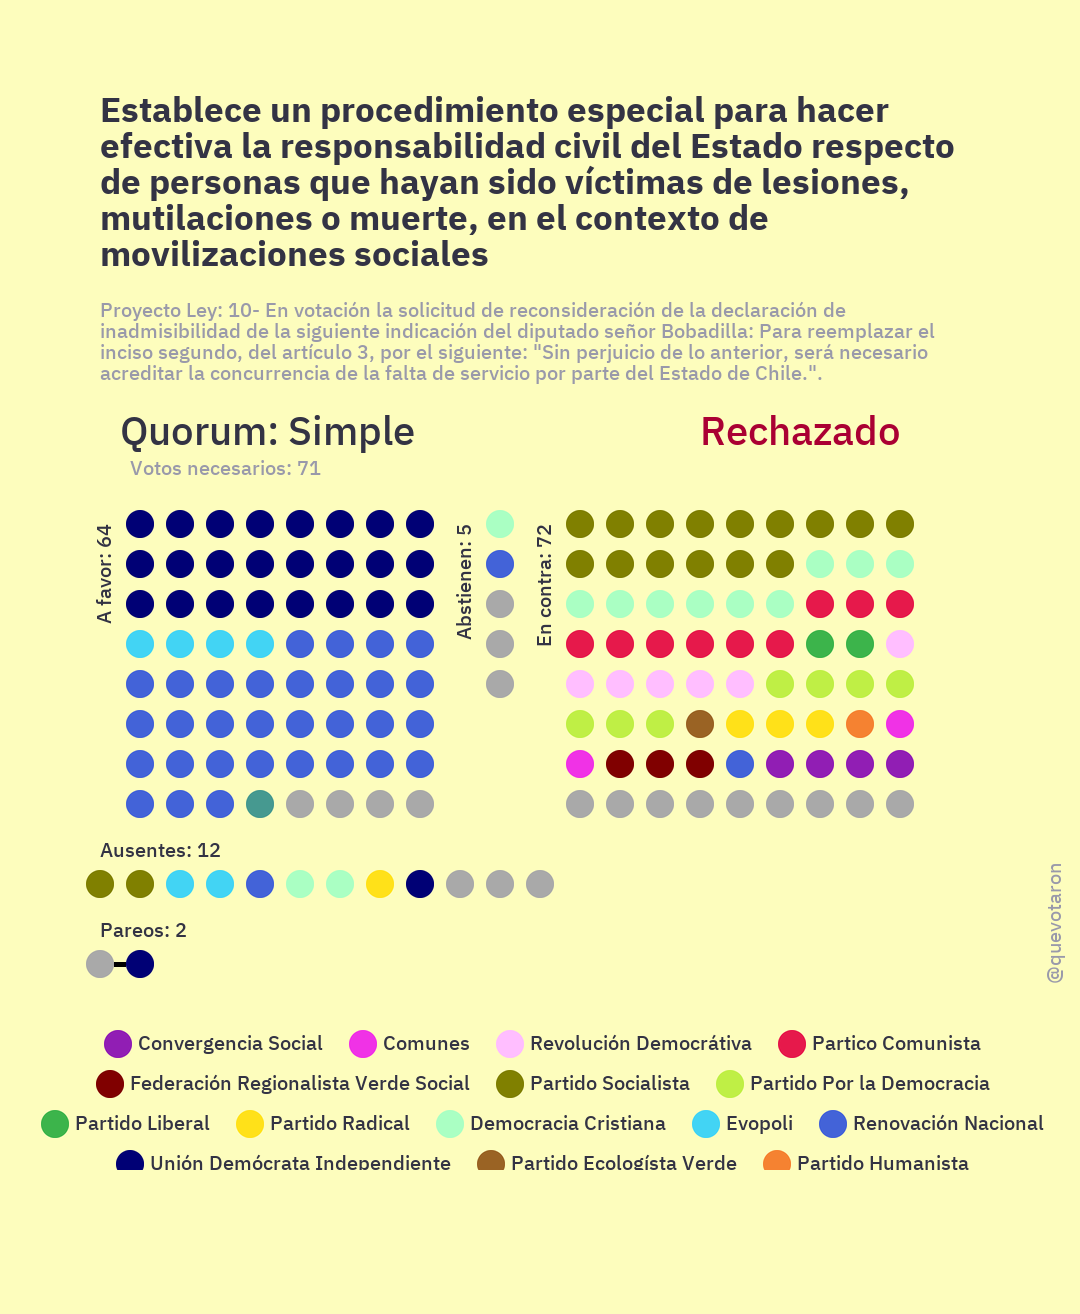 Establece un procedimiento especial para hacer
efectiva la responsabilidad civil del Estado respecto
de personas que hayan sido víctimas de lesiones,
mutilaciones o muerte, en el contexto de
movilizaciones sociales
Proyecto Ley: 10- En votación la solicitud de reconsideración de la declaración de
inadmisibilidad de la siguiente indicación del diputado señor Bobadilla: Para reemplazar el
inciso segundo, del artículo 3, por el siguiente: "Sin perjuicio de lo anterior, será necesario
acreditar la concurrencia de la falta de servicio por parte del Estado de Chile.".
Quorum: Simple
Rechazado
Votos necesarios: 71
A favor: 64
Abstienen: 5
En contra: 72
Ausentes: 12
Pareos: 2
@quevotaron
Convergencia Social
Comunes
Revolución Democrátiva
Partico Comunista
Federación Regionalista Verde Social
Partido Socialista
Partido Por la Democracia
Partido Liberal
Partido Radical
Democracia Cristiana
Evopoli
Renovación Nacional
Unión Demócrata Independiente
Partido Ecologísta Verde
Partido Humanista